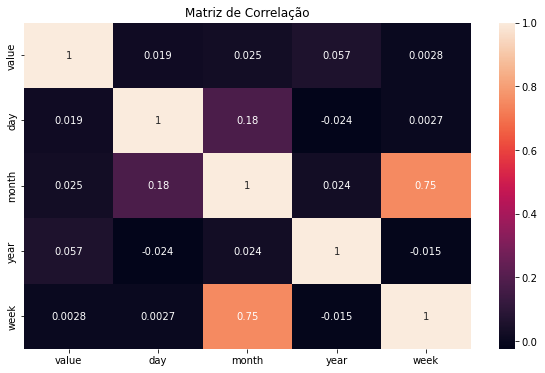 Matriz de Correlação
value 1 0.019 0.025 0.057 0.0028
day 0.019 1 0.18 -0.024 0.0027
month 0.025 0.18 1 0.024 0.75
year 0.057 -0.024 0.024 1 -0.015
week 0.0028 0.0027 0.75 -0.015 1
value day month year week
1.0
0.8
0.6
0.4
0.2
0.0